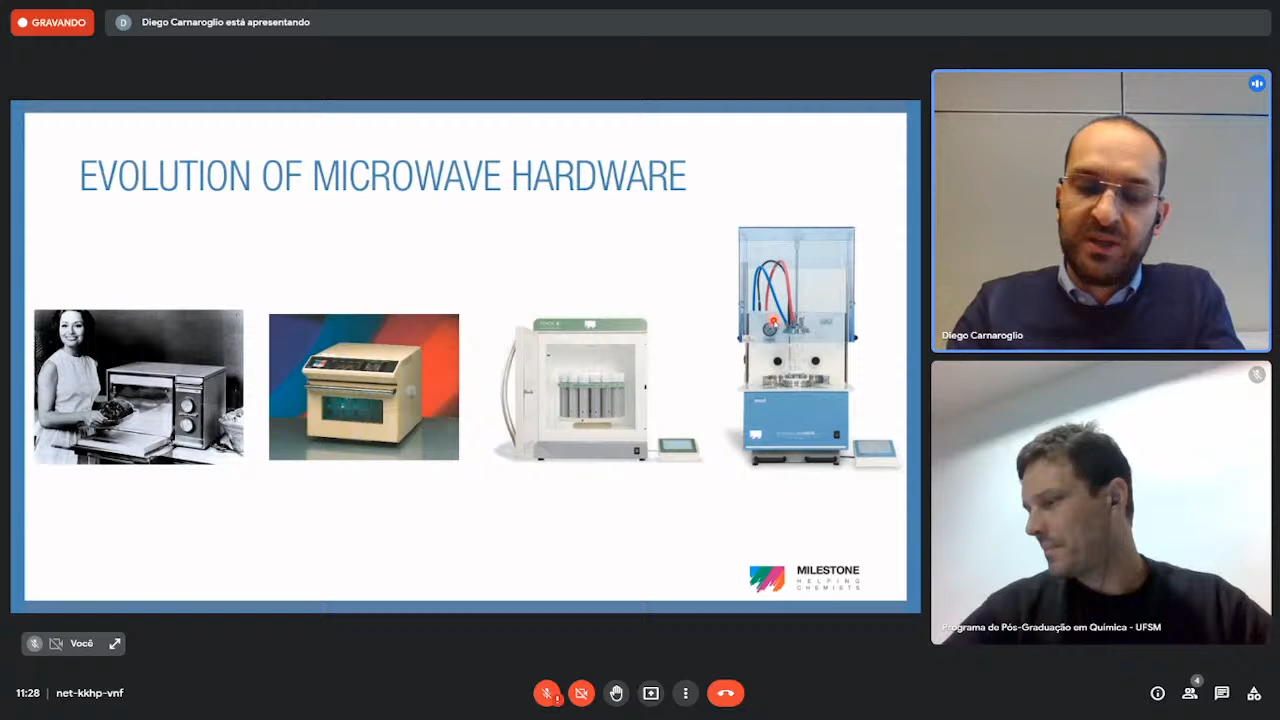 GRAVANDO
D
Diego Carnaroglio está apresentando
EVOLUTION OF MICROWAVE HARDWARE
MILESTONE
HELPING
CHEMISTS
Diego Carnaroglio
Programa de Pós-Graduação em Química - UFSM
Você
11:28 | net-kkhp-vnf
4